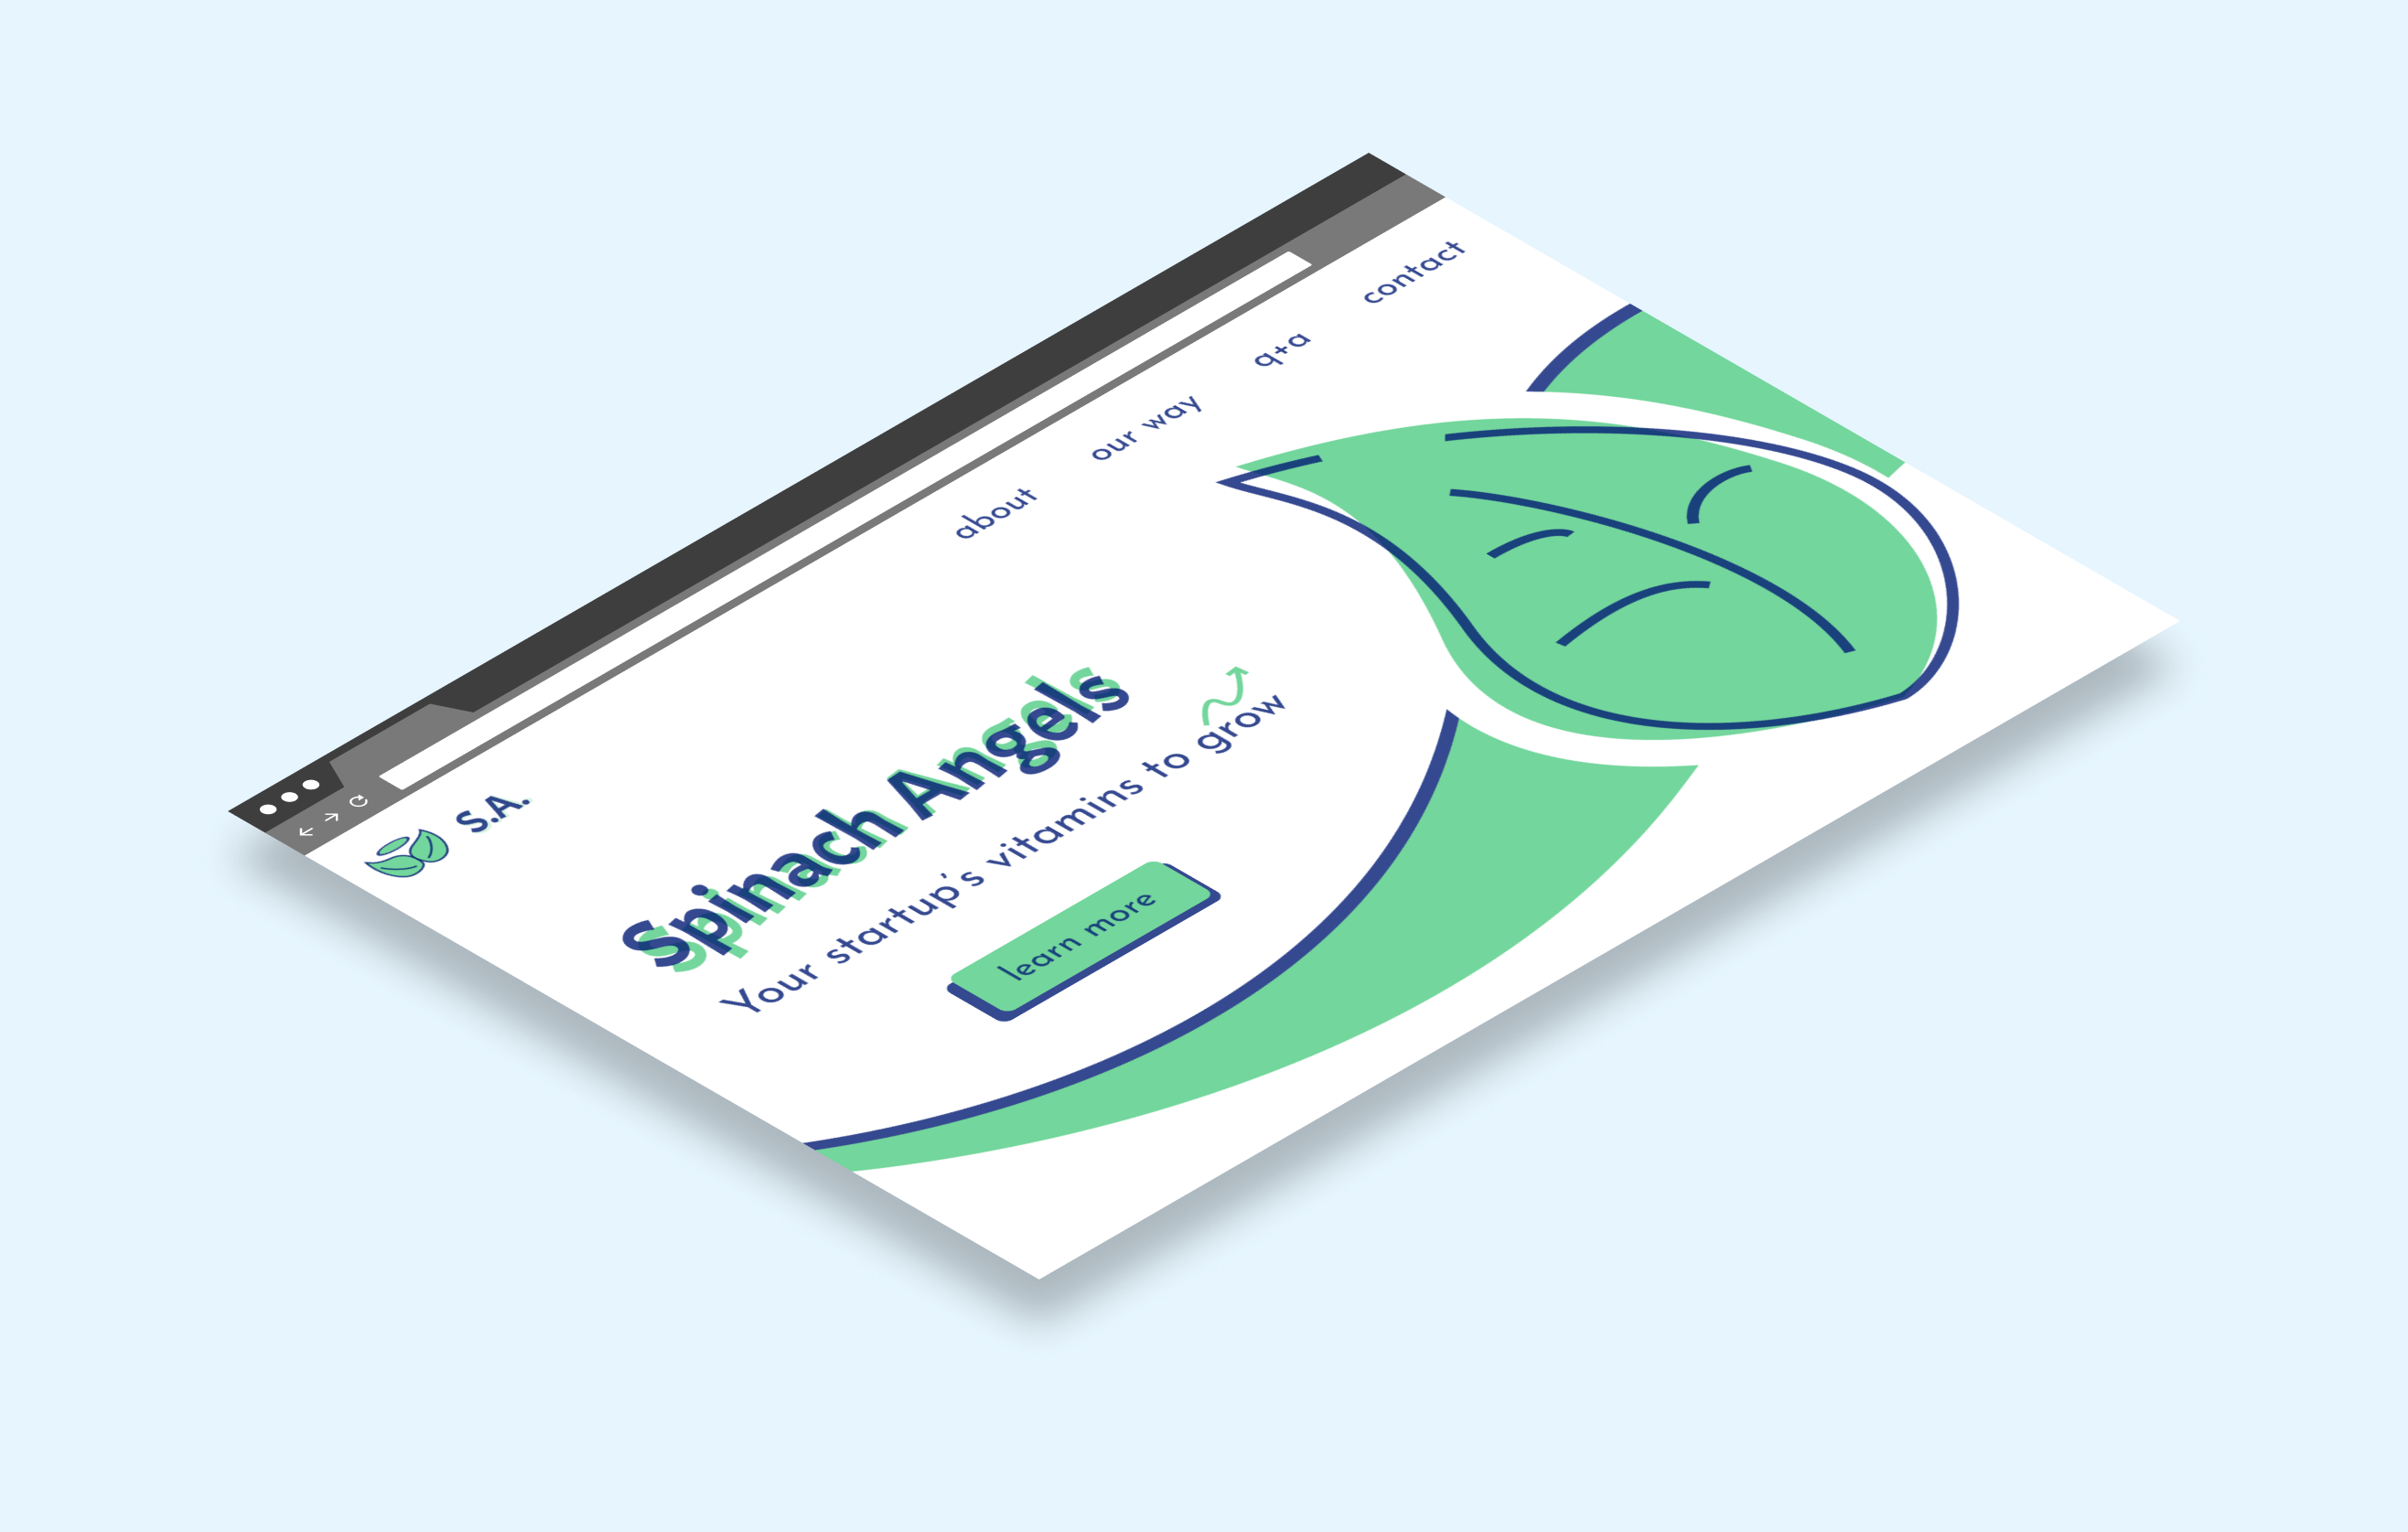 S.A.
about our way q+a contact
Spinach Angels
Your startup's vitamins to grow
learn more